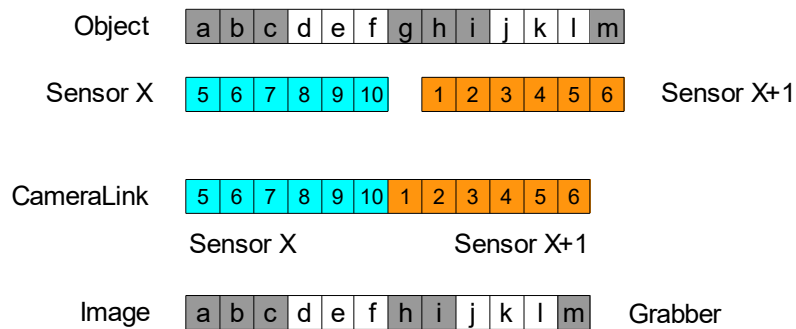 Object a b c d e f g h i j k l m
Sensor X 5 6 7 8 9 10 1 2 3 4 5 6 Sensor X+1
CameraLink 5 6 7 8 9 10 1 2 3 4 5 6
Sensor X Sensor X+1
Image a b c d e f h i j k l m Grabber